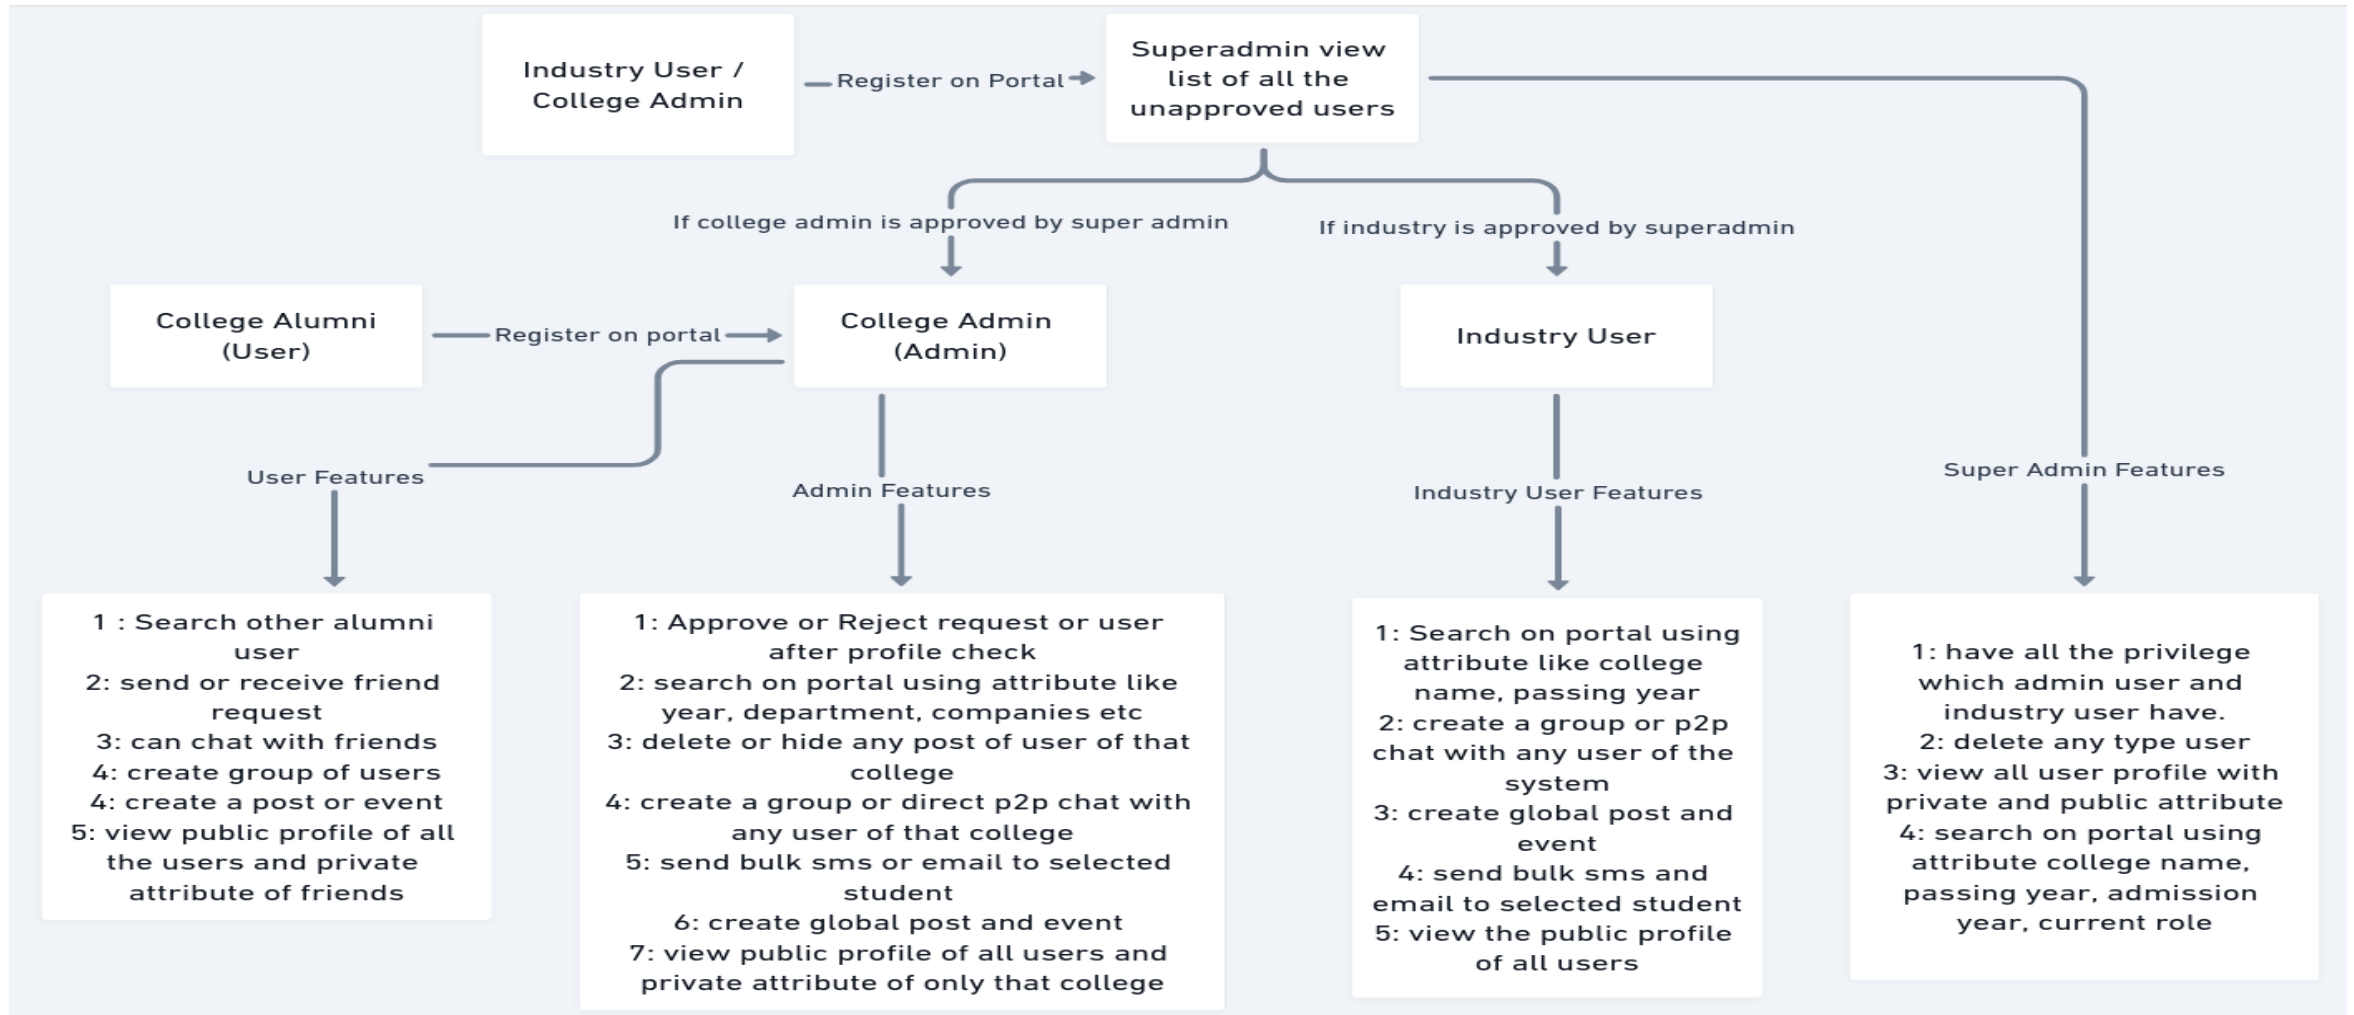 Industry User /
College Admin
Register on Portal
Superadmin view
list of all the
unapproved users
If college admin is approved by super admin
If industry is approved by superadmin
College Alumni
(User)
Register on portal
College Admin
(Admin)
Industry User
User Features
Admin Features
Industry User Features
Super Admin Features
1 : Search other alumni
user
2: send or receive friend
request
3: can chat with friends
4: create group of users
4: create a post or event
5: view public profile of all
the users and private
attribute of friends
1: Approve or Reject request or user
after profile check
2: search on portal using attribute like
year, department, companies etc
3: delete or hide any post of user of that
college
4: create a group or direct p2p chat with
any user of that college
5: send bulk sms or email to selected
student
6: create global post and event
7: view public profile of all users and
private attribute of only that college
1: Search on portal using
attribute like college
name, passing year
2: create a group or p2p
chat with any user of the
system
3: create global post and
event
4: send bulk sms and
email to selected student
5: view the public profile
of all users
1: have all the privilege
which admin user and
industry user have.
2: delete any type user
3: view all user profile with
private and public attribute
4: search on portal using
attribute college name,
passing year, admission
year, current role